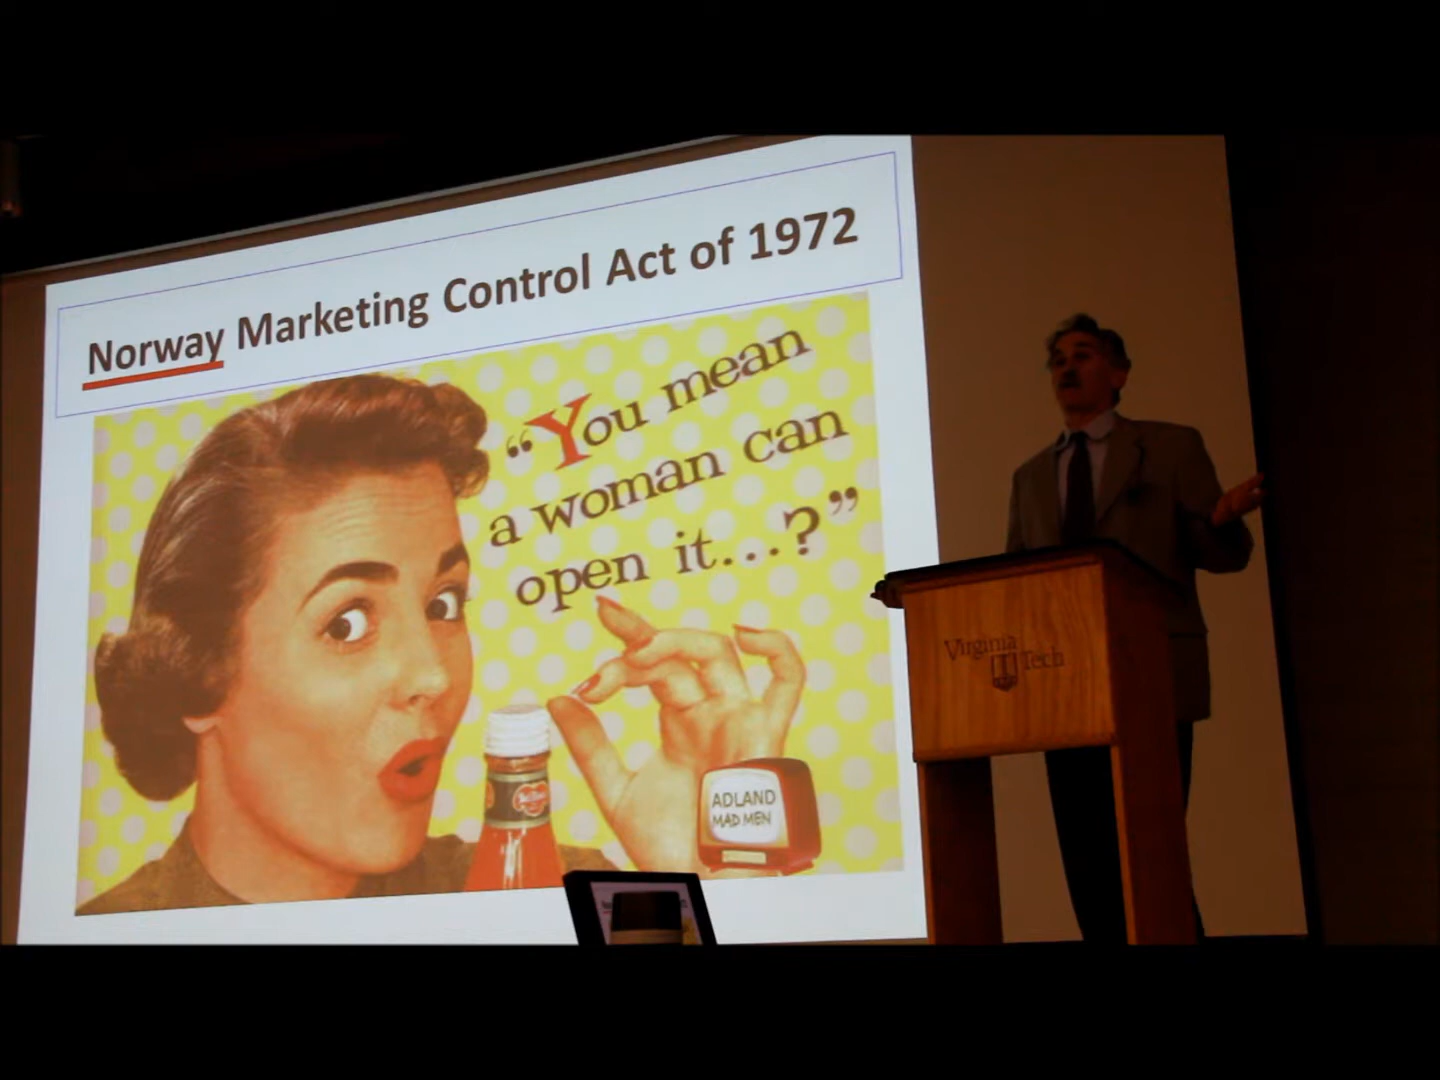 Norway Marketing Control Act of 1972
“You mean
a woman can
open it...?”
ADLAND
MAD MEN
Virginia
Tech